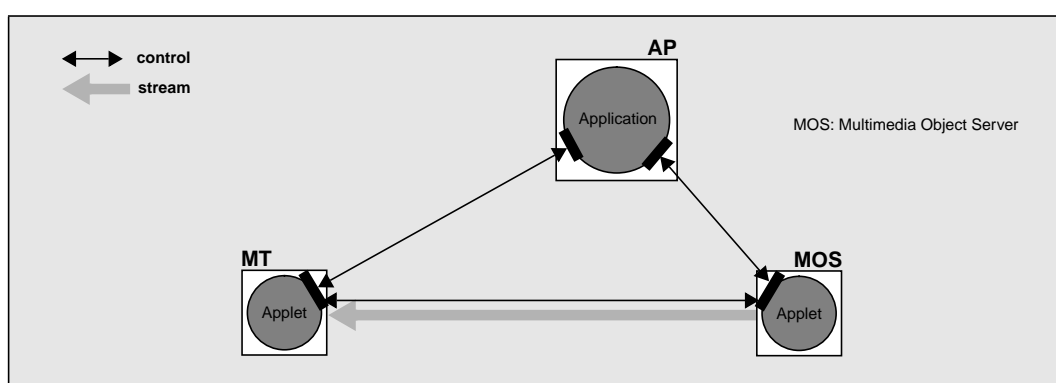 AP
control
stream
Application
MOS: Multimedia Object Server
MT
MOS
Applet
Applet